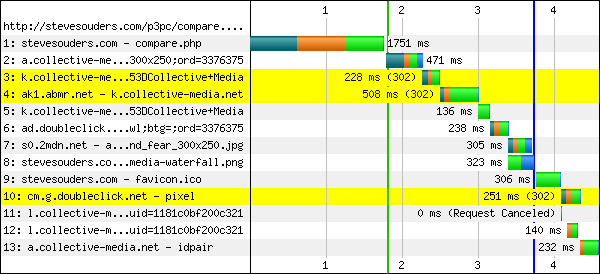 1 2 3 4
http://stevesouders.com/p3pc/compare....
1: stevesouders.com - compare.php 1751 ms
2: a.collective-me...300x250;ord=3376375 471 ms
3: k.collective-me...53DCollective+Media 228 ms (302)
4: ak1.abmr.net - k.collective-media.net 508 ms (302)
5: k.collective-me...53DCollective+Media 136 ms
6: ad.doubleclick....wl;btg=;ord=3376375 238 ms
7: s0.2mdn.net - a...nd_fear_300x250.jpg 305 ms
8: stevesouders.co...media-waterfall.png 323 ms
9: stevesouders.com - favicon.ico 306 ms
10: cm.g.doubleclick.net - pixel 251 ms (302)
11: l.collective-m...uid=1181c0bf200c321 0 ms (Request Canceled)
12: l.collective-m...uid=1181c0bf200c321 140 ms
13: a.collective-media.net - idpair 232 ms
1 2 3 4